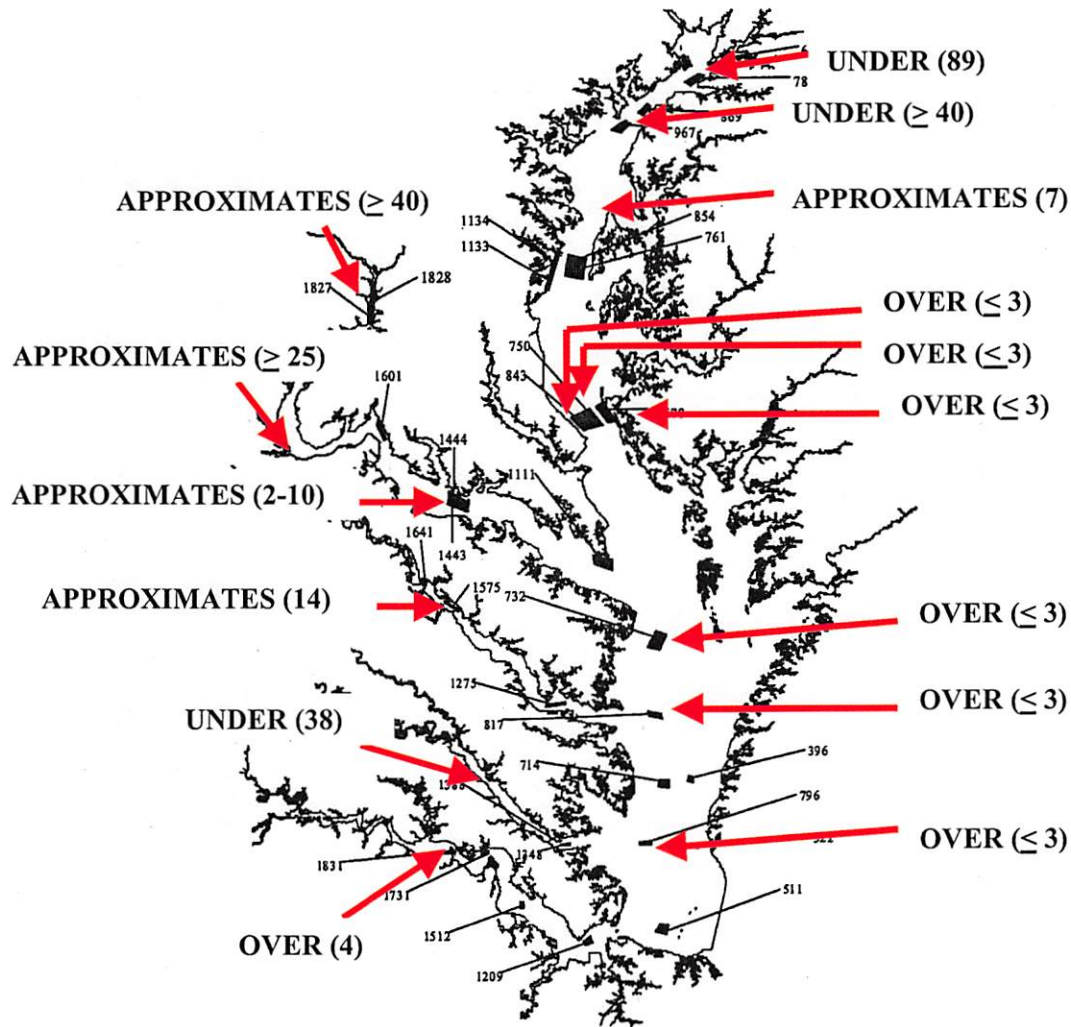 UNDER (89)
78
UNDER (≥ 40)
869
967
APPROXIMATES (≥ 40)
APPROXIMATES (7)
1134
854
1133
761
1828
1827
OVER (≤ 3)
APPROXIMATES (≥ 25)
750
OVER (≤ 3)
843
1601
OVER (≤ 3)
1444
1111
APPROXIMATES (2-10)
1443
1641
1575
732
APPROXIMATES (14)
OVER (≤ 3)
1275
OVER (≤ 3)
UNDER (38)
817
714
396
796
OVER (≤ 3)
1348
1831
1731
511
1512
OVER (4)
1209